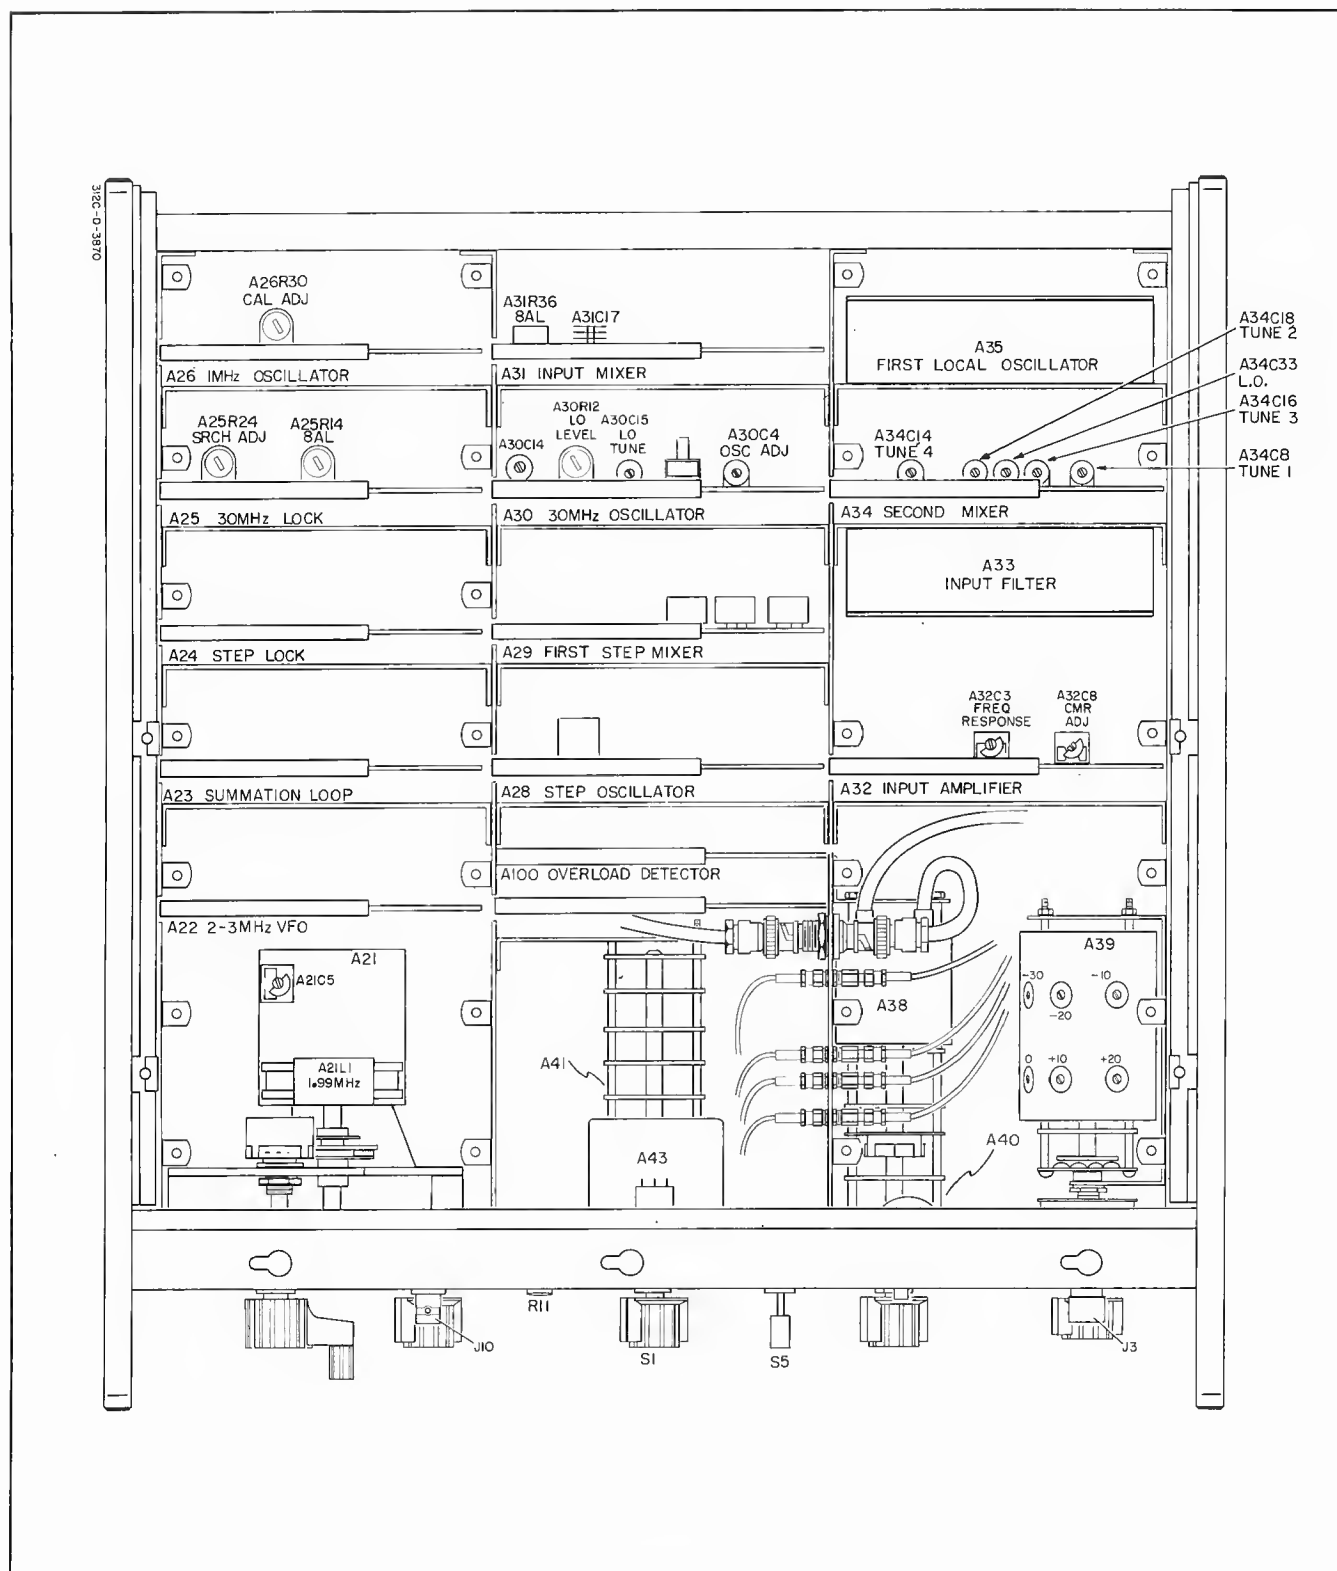 312C-D-3870
A26R30
CAL ADJ
A31R36
8AL
A31C17
A35
FIRST LOCAL OSCILLATOR
A34C18
TUNE 2
A34C33
L.O.
A34C16
TUNE 3
A34C8
TUNE 1
A26 1MHz OSCILLATOR
A31 INPUT MIXER
A25R24
SRCH ADJ
A25R14
8AL
A30C14
A30R12
LO
LEVEL
A30C15
LO
TUNE
A30C4
OSC ADJ
A34C14
TUNE 4
A25 30MHz LOCK
A30 30MHz OSCILLATOR
A34 SECOND MIXER
A33
INPUT FILTER
A24 STEP LOCK
A29 FIRST STEP MIXER
A32C3
FREQ
RESPONSE
A32C8
CMR
ADJ
A23 SUMMATION LOOP
A28 STEP OSCILLATOR
A32 INPUT AMPLIFIER
A100 OVERLOAD DETECTOR
A22 2-3MHz VFO
A21
A21C5
A21L1
1.99MHz
A41
A43
A38
A39
-30
-20
-10
0
+10
+20
A40
J10
R11
S1
S5
J3